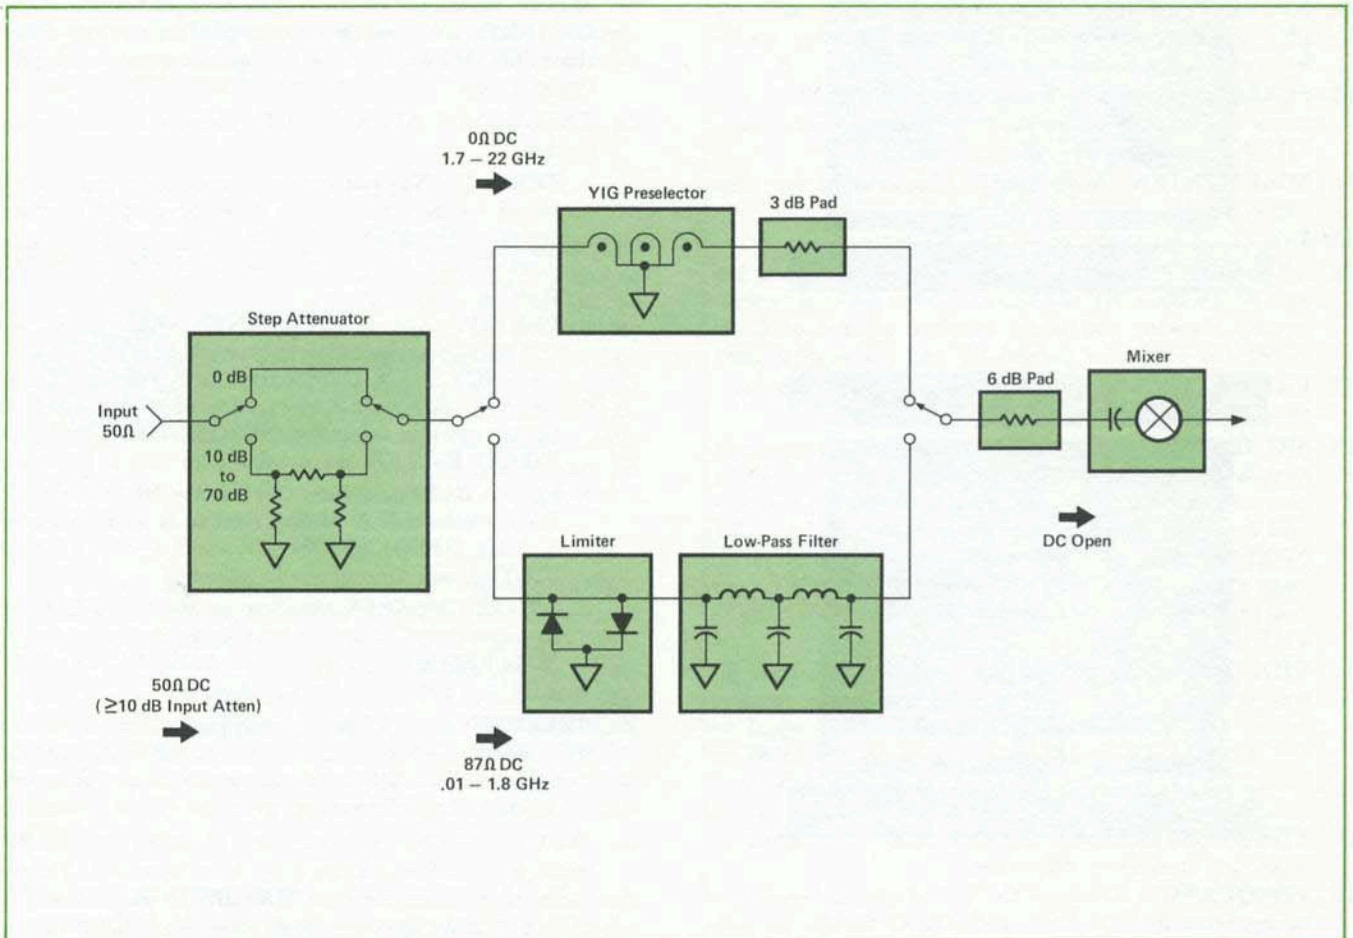 0Ω DC
1.7 – 22 GHz
YIG Preselector
3 dB Pad
Step Attenuator
0 dB
Input
50Ω
10 dB
to
70 dB
Mixer
6 dB Pad
Limiter
Low-Pass Filter
DC Open
50Ω DC
(≥10 dB Input Atten)
87Ω DC
.01 – 1.8 GHz